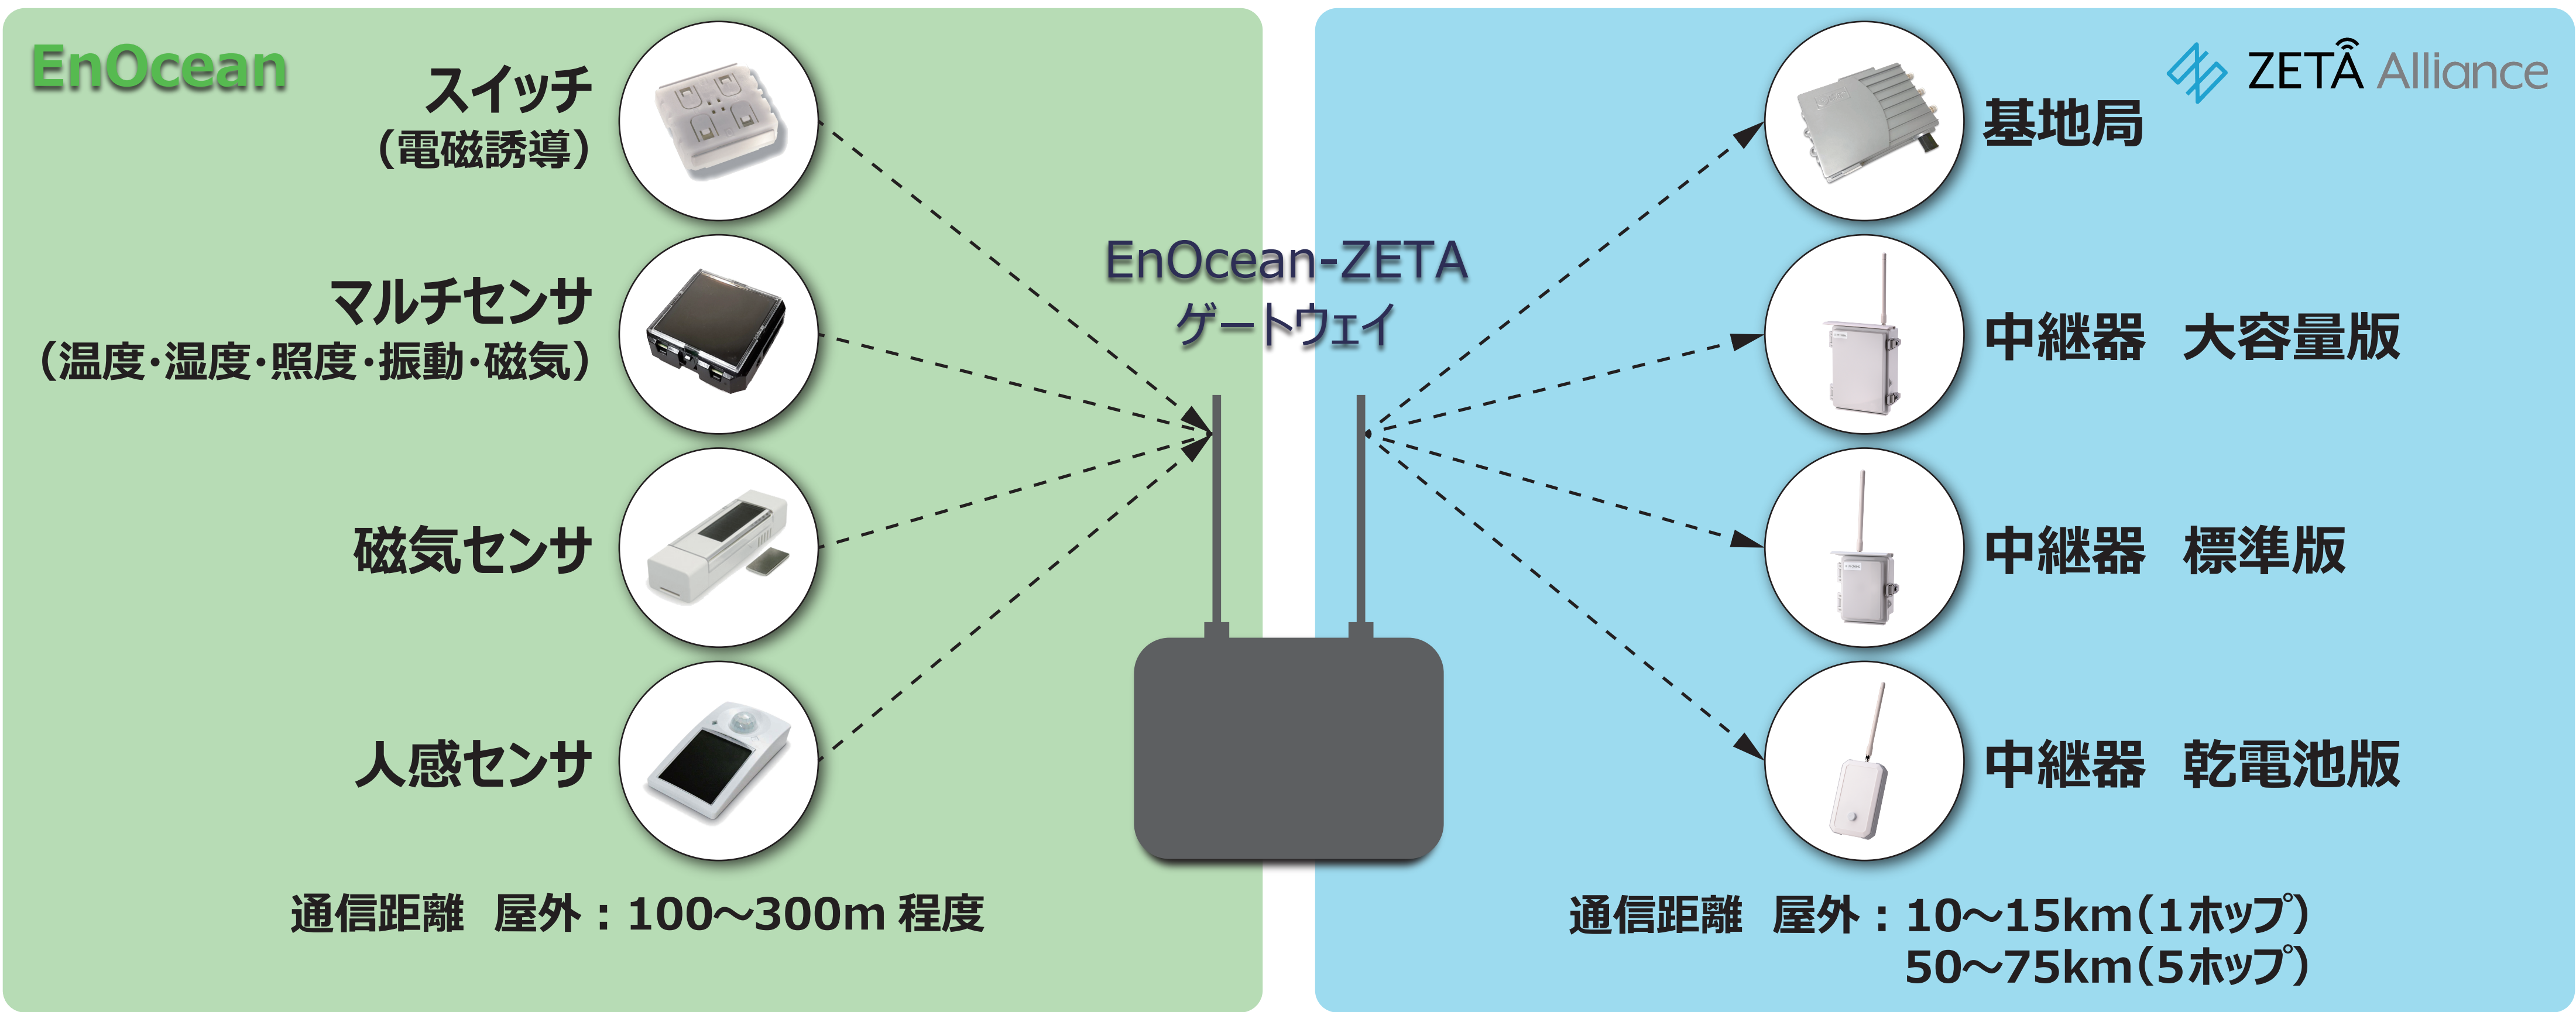 EnOcean
スイッチ
（電磁誘導）
マルチセンサ
（温度・湿度・照度・振動・磁気）
磁気センサ
人感センサ
通信距離　屋外：100～300m 程度
EnOcean-ZETA
ゲートウェイ
ZETA Alliance
基地局
中継器　大容量版
中継器　標準版
中継器　乾電池版
通信距離　屋外：10～15km（1ホップ）
50～75km（5ホップ）